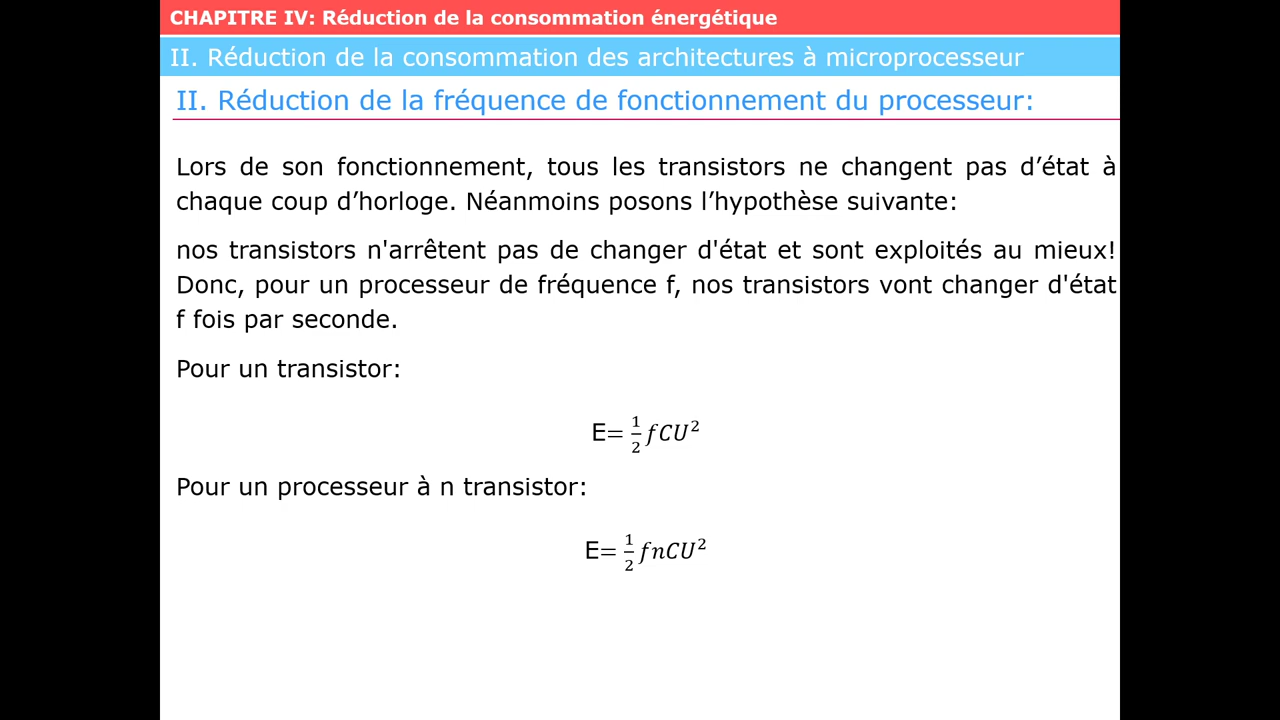 CHAPITRE IV: Réduction de la consommation énergétique
II. Réduction de la consommation des architectures à microprocesseur
II. Réduction de la fréquence de fonctionnement du processeur:
Lors de son fonctionnement, tous les transistors ne changent pas d’état à
chaque coup d’horloge. Néanmoins posons l’hypothèse suivante:
nos transistors n'arrêtent pas de changer d'état et sont exploités au mieux!
Donc, pour un processeur de fréquence f, nos transistors vont changer d'état
f fois par seconde.
Pour un transistor:
E= 1/2 fCU²
Pour un processeur à n transistor:
E= 1/2 fnCU²